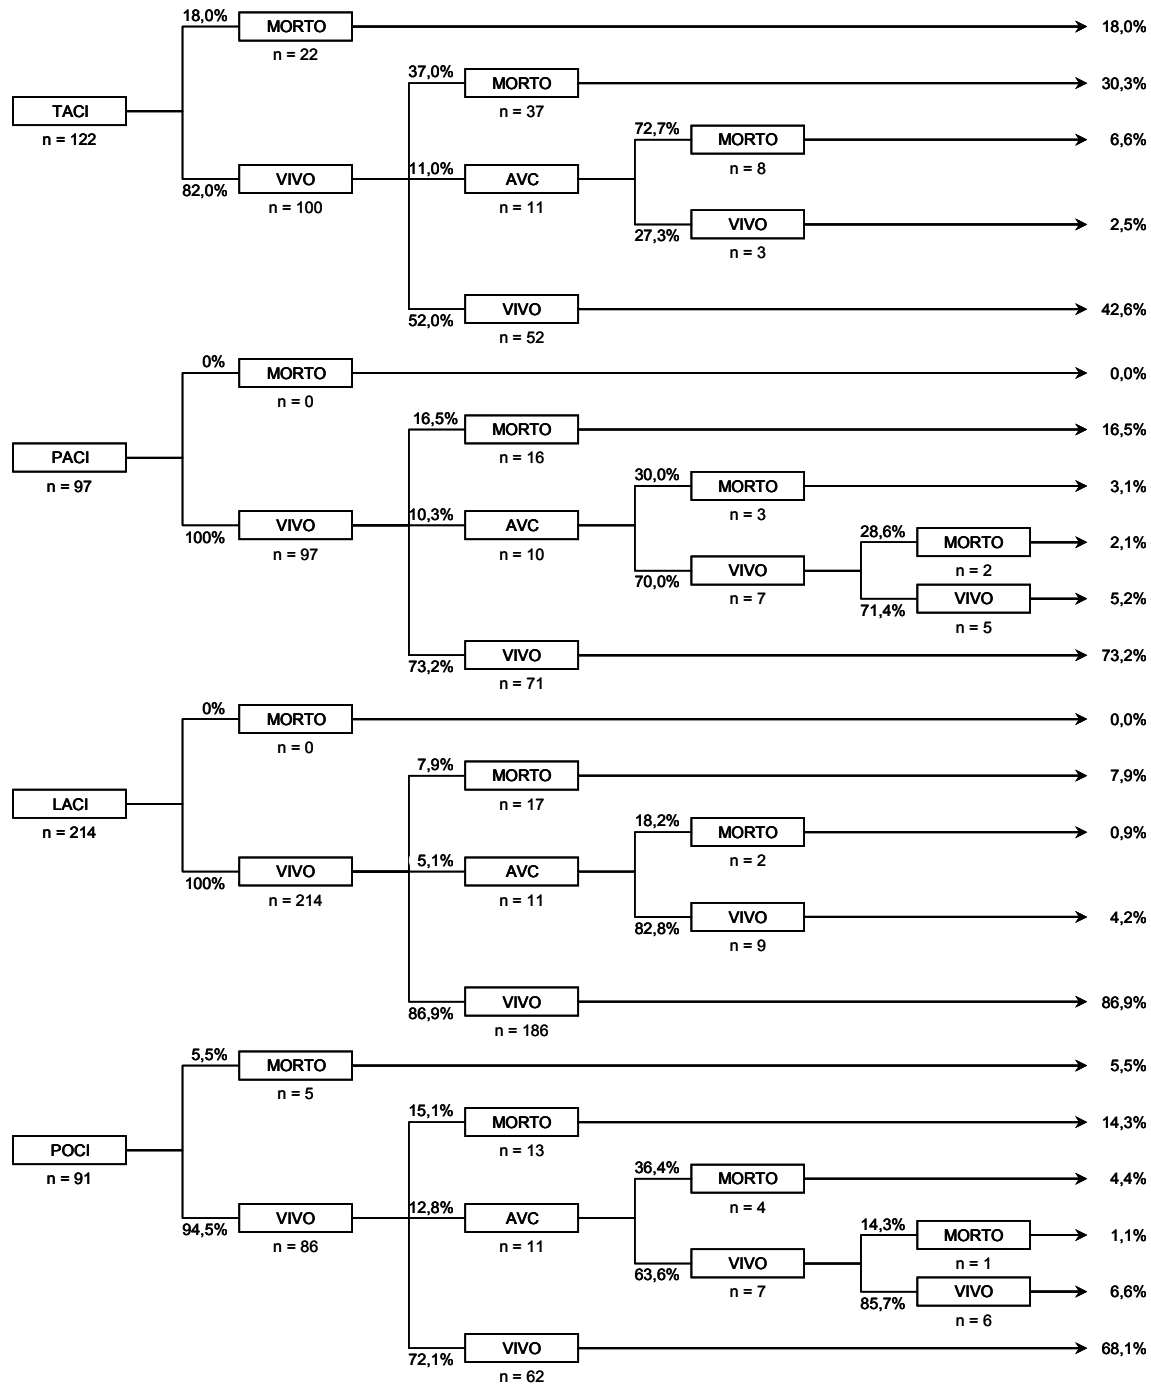 18,0% MORTO 18,0%
n = 22
37,0% MORTO 30,3%
n = 37
TACI
n = 122
72,7% MORTO 6,6%
n = 8
82,0% VIVO 11,0% AVC
n = 100 n = 11
27,3% VIVO 2,5%
n = 3
52,0% VIVO 42,6%
n = 52
0% MORTO 0,0%
n = 0
16,5% MORTO 16,5%
n = 16
PACI
n = 97
30,0% MORTO 3,1%
n = 3
100% VIVO 10,3% AVC
n = 97 n = 10
28,6% MORTO 2,1%
n = 2
70,0% VIVO
n = 7
71,4% VIVO 5,2%
n = 5
73,2% VIVO 73,2%
n = 71
0% MORTO 0,0%
n = 0
7,9% MORTO 7,9%
n = 17
LACI
n = 214
18,2% MORTO 0,9%
n = 2
100% VIVO 5,1% AVC
n = 214 n = 11
82,8% VIVO 4,2%
n = 9
86,9% VIVO 86,9%
n = 186
5,5% MORTO 5,5%
n = 5
15,1% MORTO 14,3%
n = 13
POCI
n = 91
36,4% MORTO 4,4%
n = 4
94,5% VIVO 12,8% AVC
n = 86 n = 11
14,3% MORTO 1,1%
n = 1
63,6% VIVO
n = 7
85,7% VIVO 6,6%
n = 6
72,1% VIVO 68,1%
n = 62